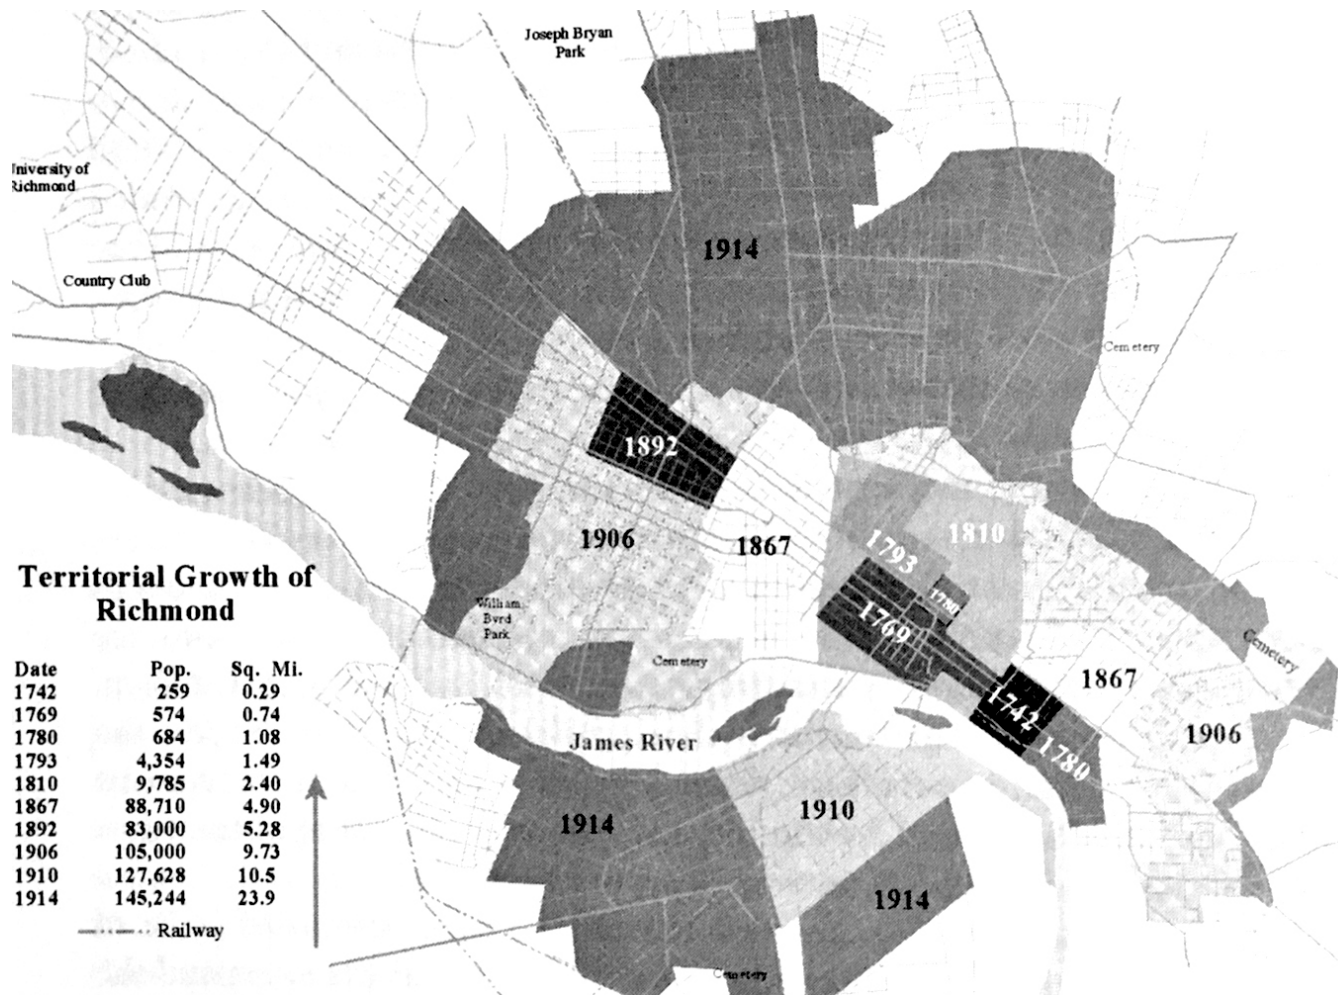 Joseph Bryan
Park
University of
Richmond
Country Club
1914
Cemetery
1892
1906
1867
1793
1810
1780
1769
William
Byrd
Park
Cemetery
Cemetery
1867
1742
1780
1906
James River
1914
1910
1914
Cemetery
Territorial Growth of
Richmond
Date Pop. Sq. Mi.
1742 259 0.29
1769 574 0.74
1780 684 1.08
1793 4,354 1.49
1810 9,785 2.40
1867 88,710 4.90
1892 83,000 5.28
1906 105,000 9.73
1910 127,628 10.5
1914 145,244 23.9
Railway